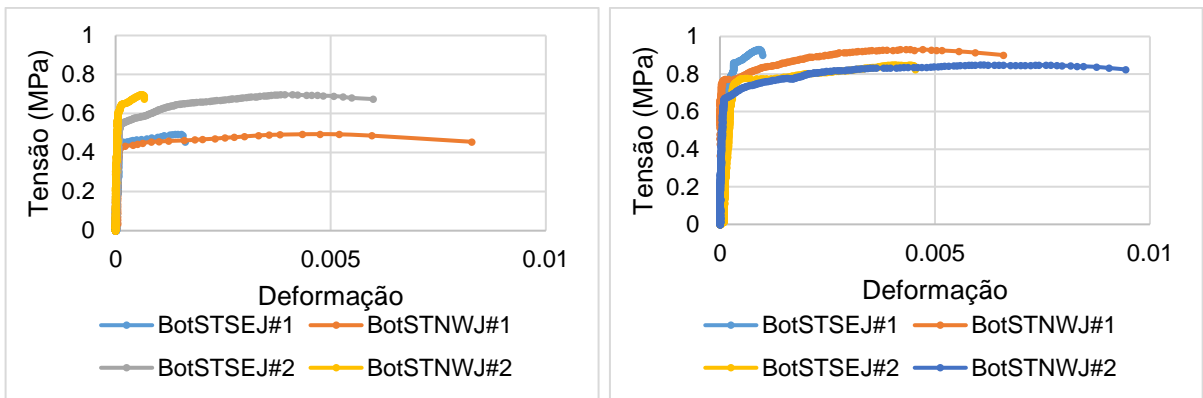 Tensão (MPa)
1
0.8
0.6
0.4
0.2
0
0
0.005
0.01
Deformação
BotSTSEJ#1
BotSTNWJ#1
BotSTSEJ#2
BotSTNWJ#2
Tensão (MPa)
1
0.8
0.6
0.4
0.2
0
0
0.005
0.01
Deformação
BotSTSEJ#1
BotSTNWJ#1
BotSTSEJ#2
BotSTNWJ#2